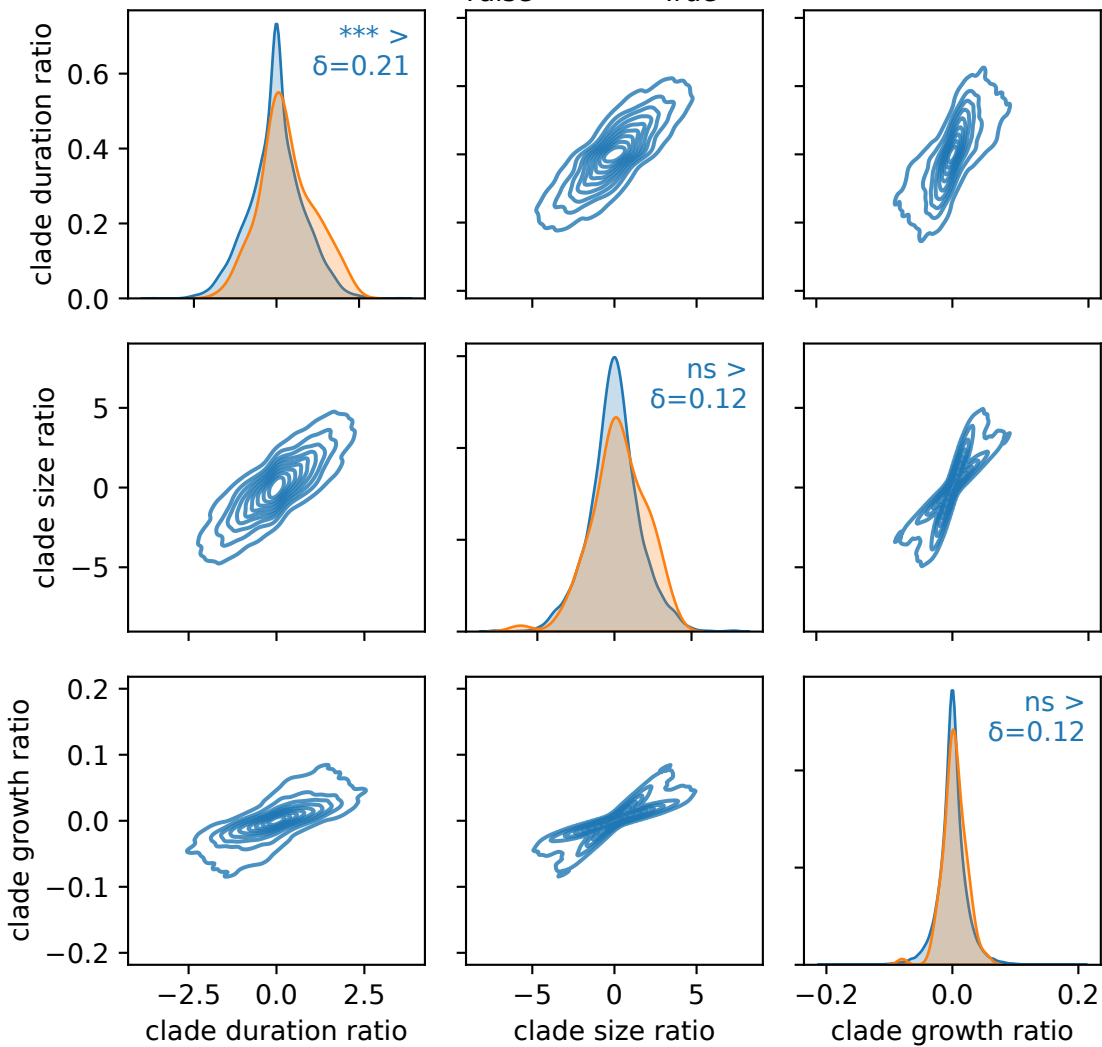 *** >
δ=0.21
clade duration ratio
0.6
0.4
0.2
0.0
ns >
δ=0.12
clade size ratio
5
0
−5
ns >
δ=0.12
clade growth ratio
0.2
0.1
0.0
−0.1
−0.2
−2.5 0.0 2.5
−5 0 5
−0.2 0.0 0.2
clade duration ratio
clade size ratio
clade growth ratio